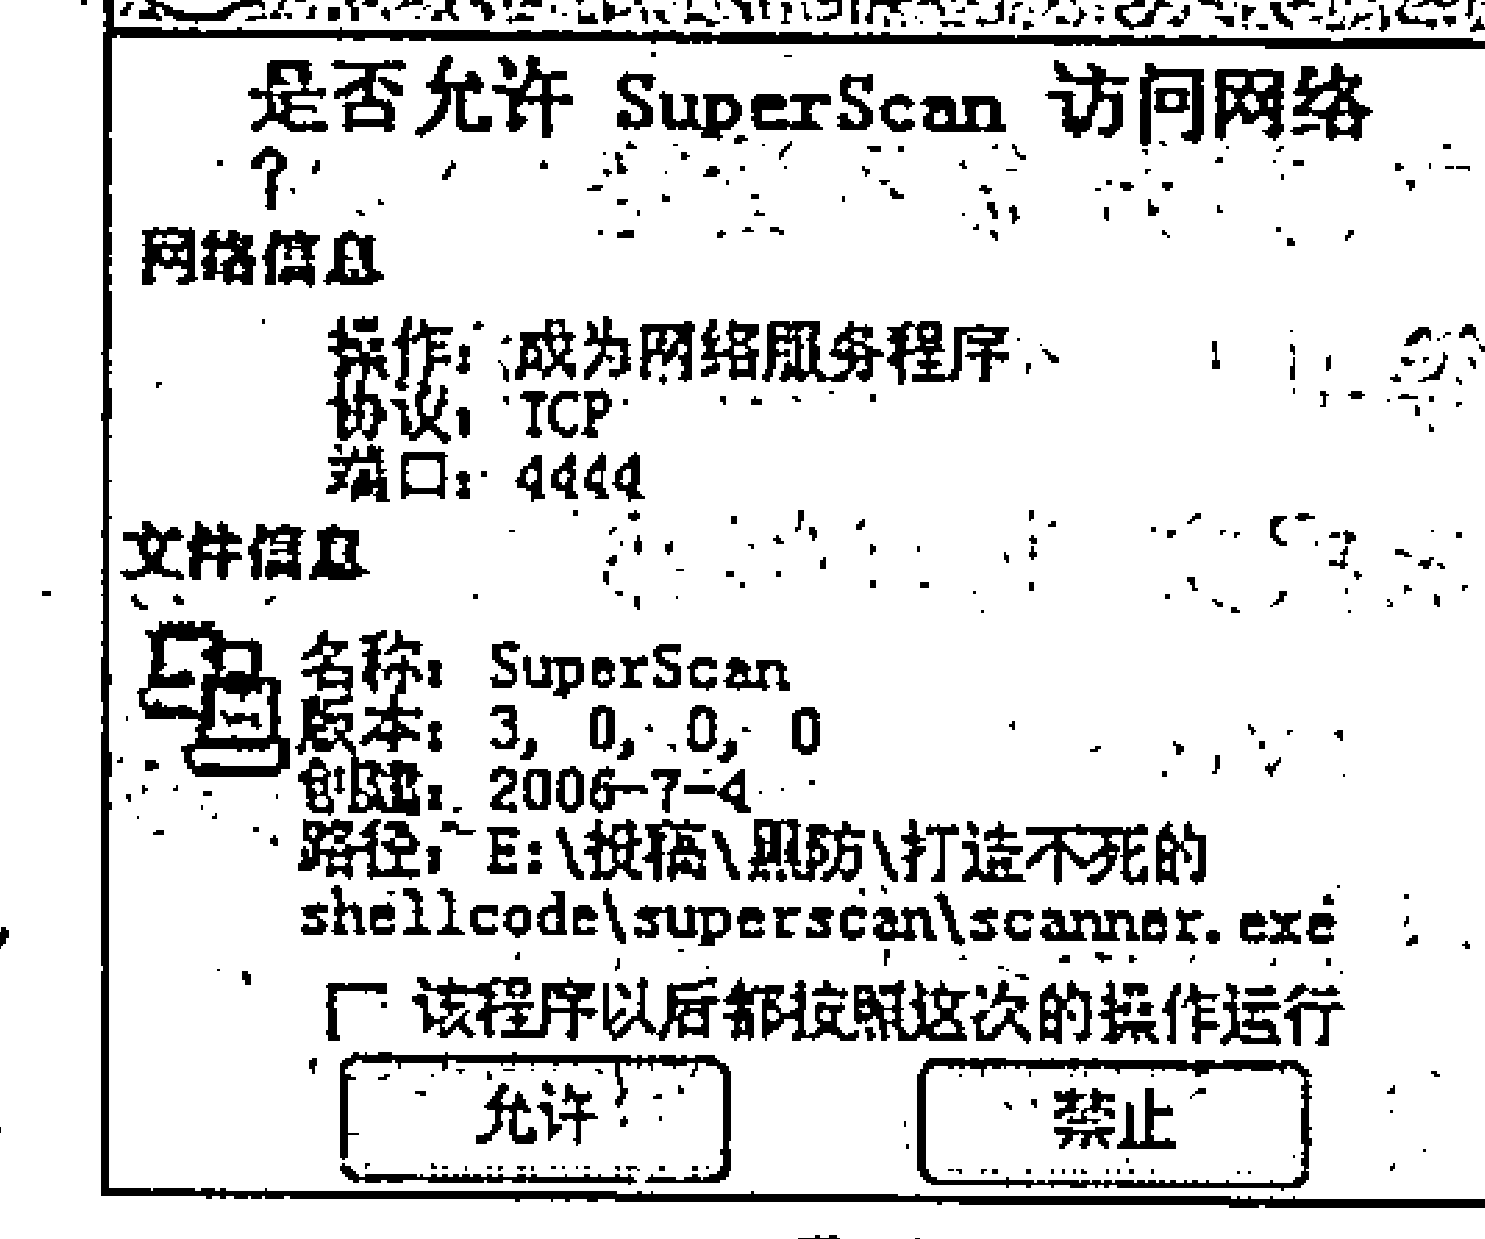 是否允许 SuperScan 访问网络
?
网络信息
操作: 成为网络服务程序
协议: TCP
端口: 4444
文件信息
名称: SuperScan
版本: 3, 0, 0, 0
创建: 2006-7-4
路径: E:\投稿\黑防\打造不死的
shellcode\superscan\scanner.exe
该程序以后都按照这次的操作运行
允许
禁止